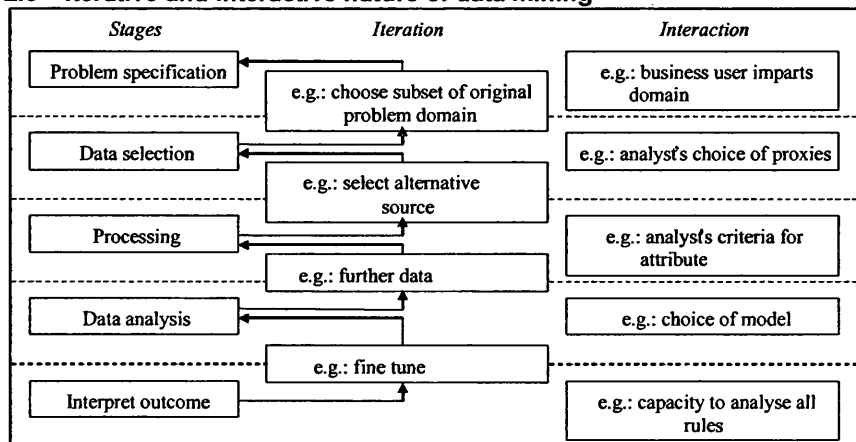 Iterative and interactive nature of data mining
Stages Iteration Interaction
Problem specification
e.g.: choose subset of original
problem domain
e.g.: business user imparts
domain
Data selection
e.g.: select alternative
source
e.g.: analyst's choice of proxies
Processing
e.g.: further data
e.g.: analyst's criteria for
attribute
Data analysis
e.g.: fine tune
e.g.: choice of model
Interpret outcome
e.g.: capacity to analyse all
rules